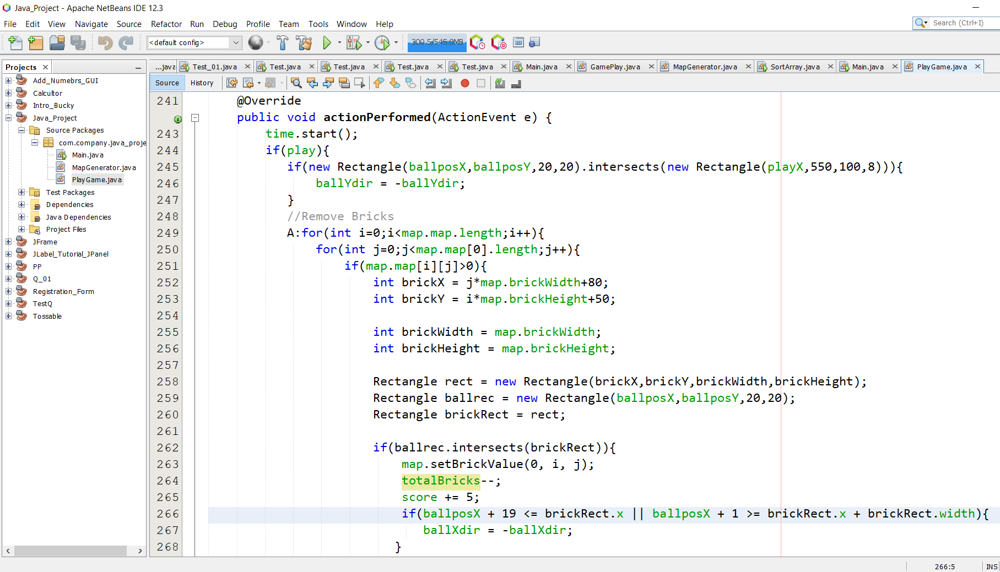 Java_Project - Apache NetBeans IDE 12.3
File Edit View Navigate Source Refactor Run Debug Profile Team Tools Window Help
Search (Ctrl+I)
<default config>
300.5/545.0MB
Projects
...java Test_01.java Test.java Test.java Test.java Test.java Main.java GamePlay.java MapGenerator.java SortArray.java Main.java PlayGame.java
Source History
Add_Numebrs_GUI
Calcultor
Intro_Bucky
Java_Project
Source Packages
com.company.java_proje
Main.java
MapGenerator.java
PlayGame.java
Test Packages
Dependencies
Java Dependencies
Project Files
JFrame
JLabel_Tutorial_JPanel
PP
Q_01
Registration_Form
TestQ
Tossable
241 @Override
public void actionPerformed(ActionEvent e) {
243 time.start();
244 if(play){
245 if(new Rectangle(ballposX,ballposY,20,20).intersects(new Rectangle(playX,550,100,8))){
246 ballYdir = -ballYdir;
247 }
248 //Remove Bricks
249 A:for(int i=0;i<map.map.length;i++){
250 for(int j=0;j<map.map[0].length;j++){
251 if(map.map[i][j]>0){
252 int brickX = j*map.brickWidth+80;
253 int brickY = i*map.brickHeight+50;
254
255 int brickWidth = map.brickWidth;
256 int brickHeight = map.brickHeight;
257
258 Rectangle rect = new Rectangle(brickX,brickY,brickWidth,brickHeight);
259 Rectangle ballrec = new Rectangle(ballposX,ballposY,20,20);
260 Rectangle brickRect = rect;
261
262 if(ballrec.intersects(brickRect)){
263 map.setBrickValue(0, i, j);
264 totalBricks--;
265 score += 5;
266 if(ballposX + 19 <= brickRect.x || ballposX + 1 >= brickRect.x + brickRect.width){
267 ballXdir = -ballXdir;
268 }
266:5 INS